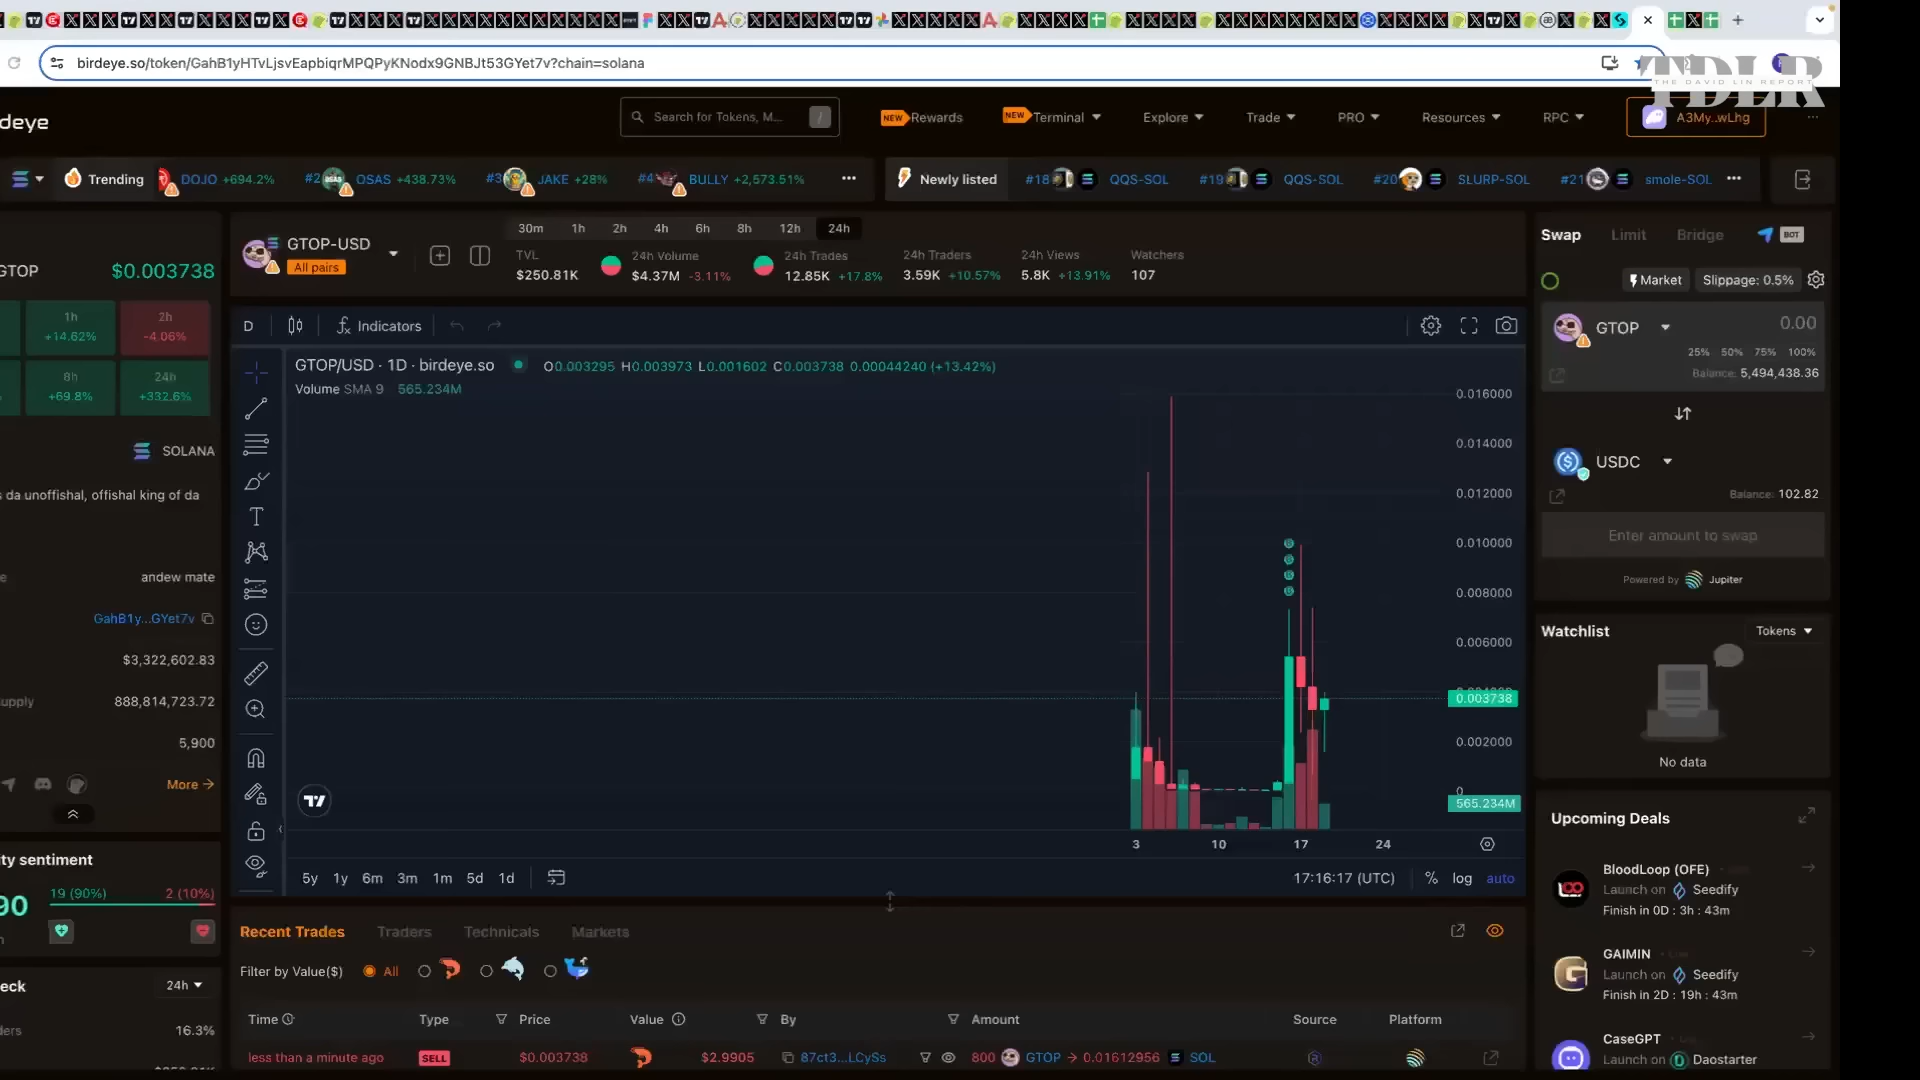 birdeye.so/token/GahB1yHTvLjsvEapbiqrMPQPyKNodx9GNBJt53GYet7v?chain=solana
TDLR
THE DAVID LIN REPORT
deye
Search for Tokens, M... /
NEW Rewards
NEW Terminal
Explore
Trade
PRO
Resources
RPC
A3My..wLhg
Trending
DOJO +694.2%
#2 OSAS +438.73%
#3 JAKE +28%
#4 BULLY +2,573.51%
Newly listed
#18 QQS-SOL
#19 QQS-SOL
#20 SLURP-SOL
#21 smole-SOL
GTOP $0.003738
1h +14.62%
2h -4.06%
8h +69.8%
24h +332.6%
SOLANA
s da unoffishal, offishal king of da
e andew mate
GahB1y...GYet7v
$3,322,602.83
upply 888,814,723.72
5,900
More
ty sentiment
90 19 (90%) 2 (10%)
eck 24h
ders 16.3%
GTOP-USD
All pairs
30m 1h 2h 4h 6h 8h 12h 24h
TVL $250.81K
24h Volume $4.37M -3.11%
24h Trades 12.85K +17.8%
24h Traders 3.59K +10.57%
24h Views 5.8K +13.91%
Watchers 107
D Indicators
GTOP/USD · 1D · birdeye.so O0.003295 H0.003973 L0.001602 C0.003738 0.00044240 (+13.42%)
Volume SMA 9 565.234M
0.016000
0.014000
0.012000
0.010000
0.008000
0.006000
0.003738
0.002000
0
565.234M
3 10 17 24
5y 1y 6m 3m 1m 5d 1d
17:16:17 (UTC) % log auto
Recent Trades Traders Technicals Markets
Filter by Value($) All
Time Type Price Value By Amount Source Platform
less than a minute ago SELL $0.003738 $2.9905 87ct3...LCySs 800 GTOP → 0.01612956 SOL
Swap Limit Bridge BOT
Market Slippage: 0.5%
GTOP 0.00
25% 50% 75% 100%
Balance: 5,494,438.36
USDC
Balance: 102.82
Enter amount to swap
Powered by Jupiter
Watchlist Tokens
No data
Upcoming Deals
BloodLoop (OFE)
Launch on Seedify
Finish in 0D : 3h : 43m
GAIMIN
Launch on Seedify
Finish in 2D : 19h : 43m
CaseGPT
Launch on Daostarter